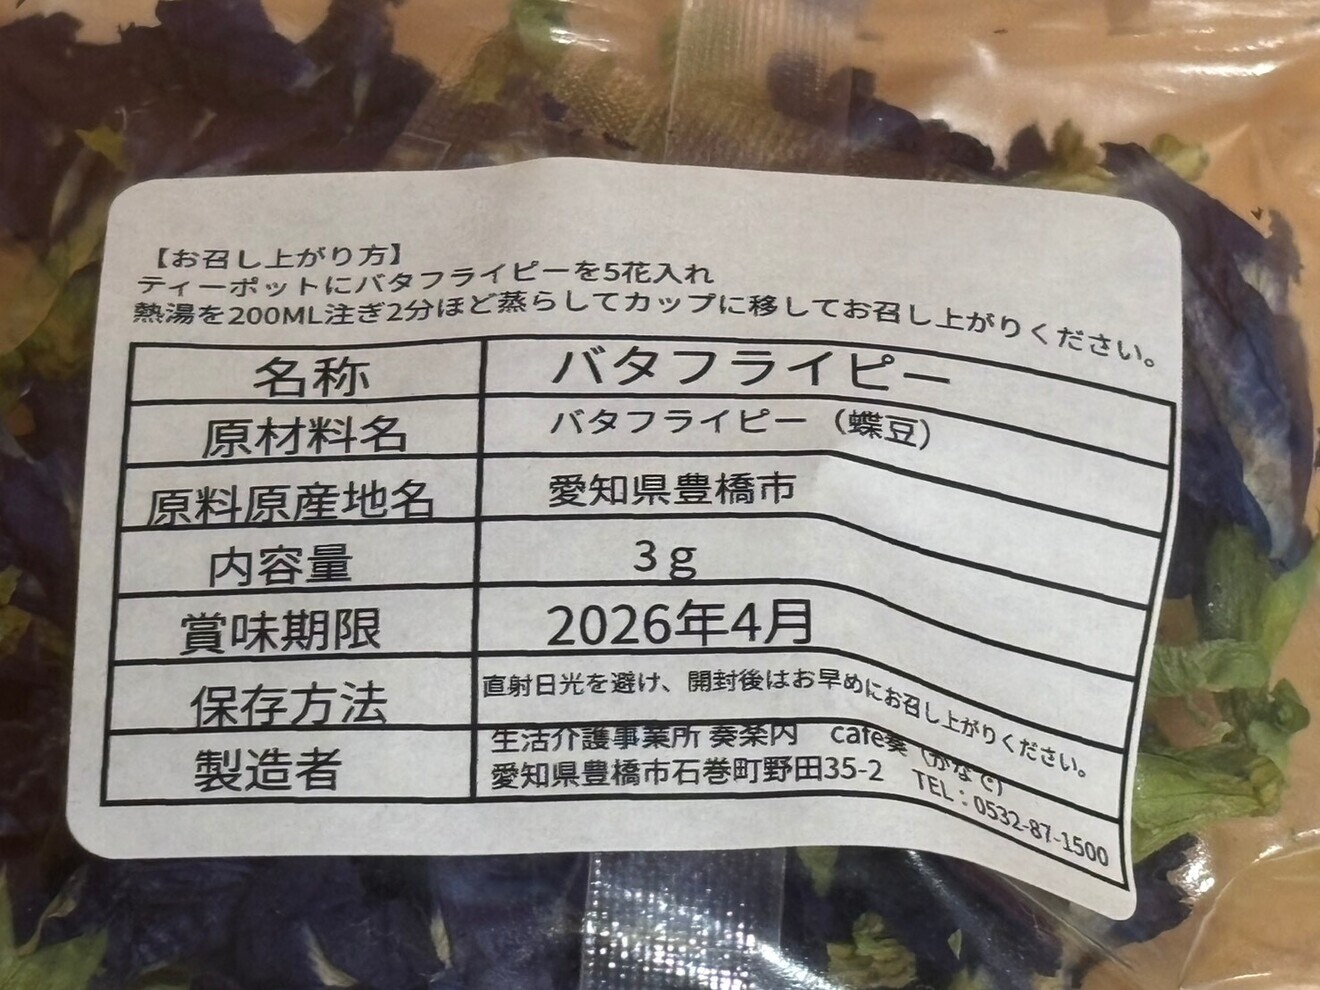 【お召し上がり方】
ティーポットにバタフライピーを5花入れ
熱湯を200ML注ぎ2分ほど蒸らしてカップに移してお召し上がりください。
名称 バタフライピー
原材料名 バタフライピー（蝶豆）
原料原産地名 愛知県豊橋市
内容量 3g
賞味期限 2026年4月
保存方法 直射日光を避け、開封後はお早めにお召し上がりください。
製造者 生活介護事業所 奏楽内 cafe奏（かなで）
愛知県豊橋市石巻町野田35-2 TEL：0532-87-1500